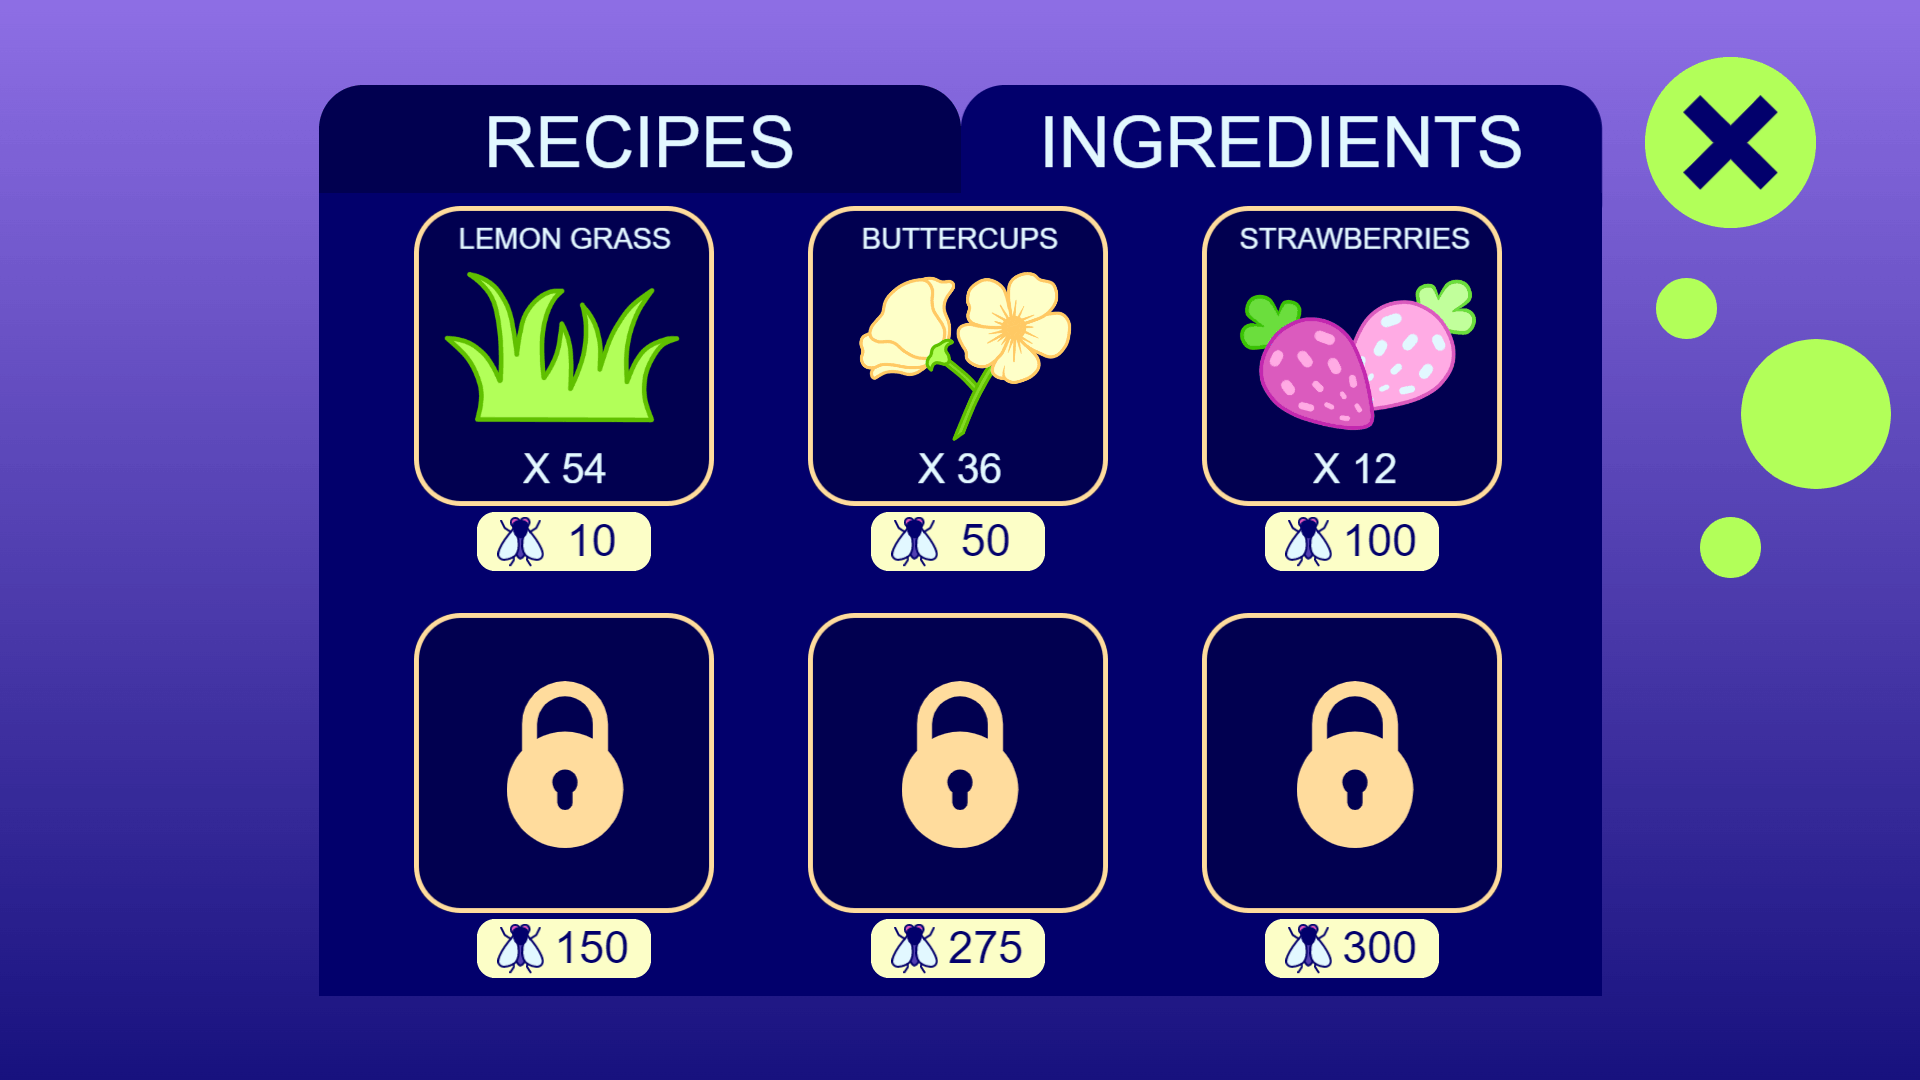 RECIPES
INGREDIENTS
LEMON GRASS
BUTTERCUPS
STRAWBERRIES
X 54
X 36
X 12
10
50
100
150
275
300